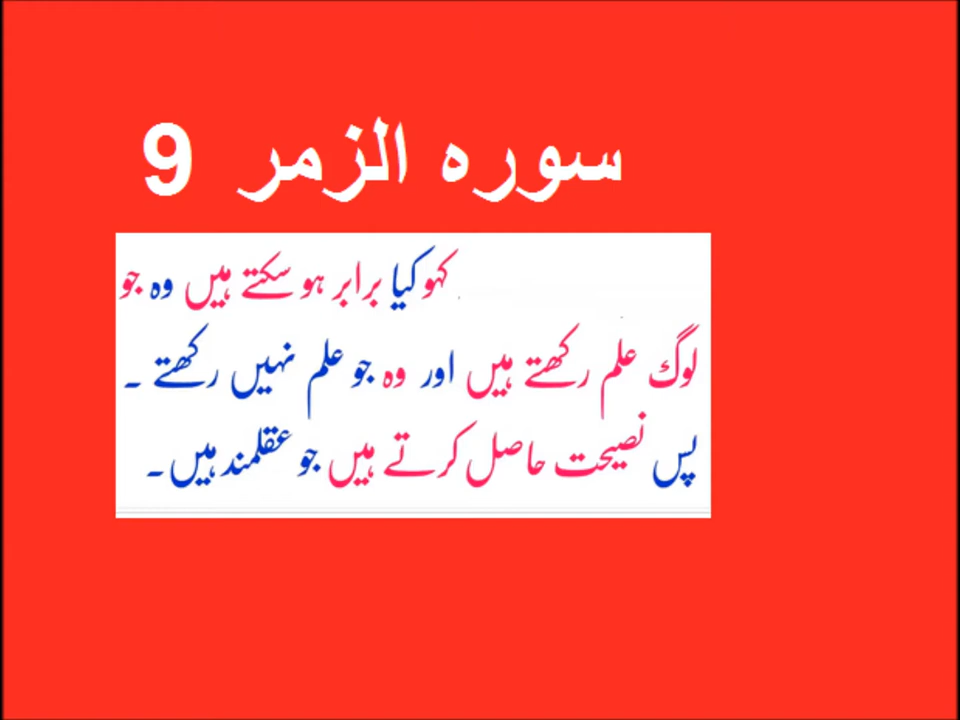 سوره الزمر 9
کہو کیا برابر ہو سکتے ہیں وہ جو
لوگ علم رکھتے ہیں اور وہ جو علم نہیں رکھتے ۔
پس نصیحت حاصل کرتے ہیں جو عقلمند ہیں ۔